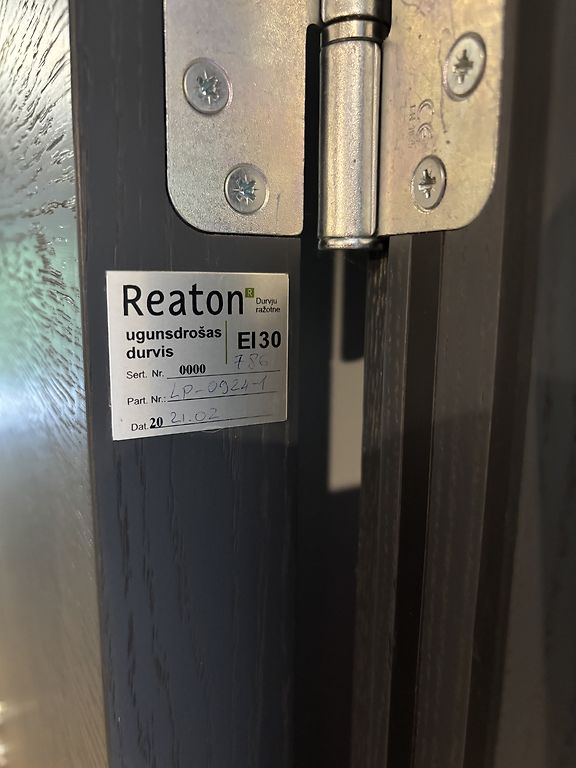 CE
Reaton R Durvju ražotne
ugunsdrošas durvis EI30
Sert. Nr. 0000 786
Part. Nr.: LP-0924-1
Dat. 20 21.02